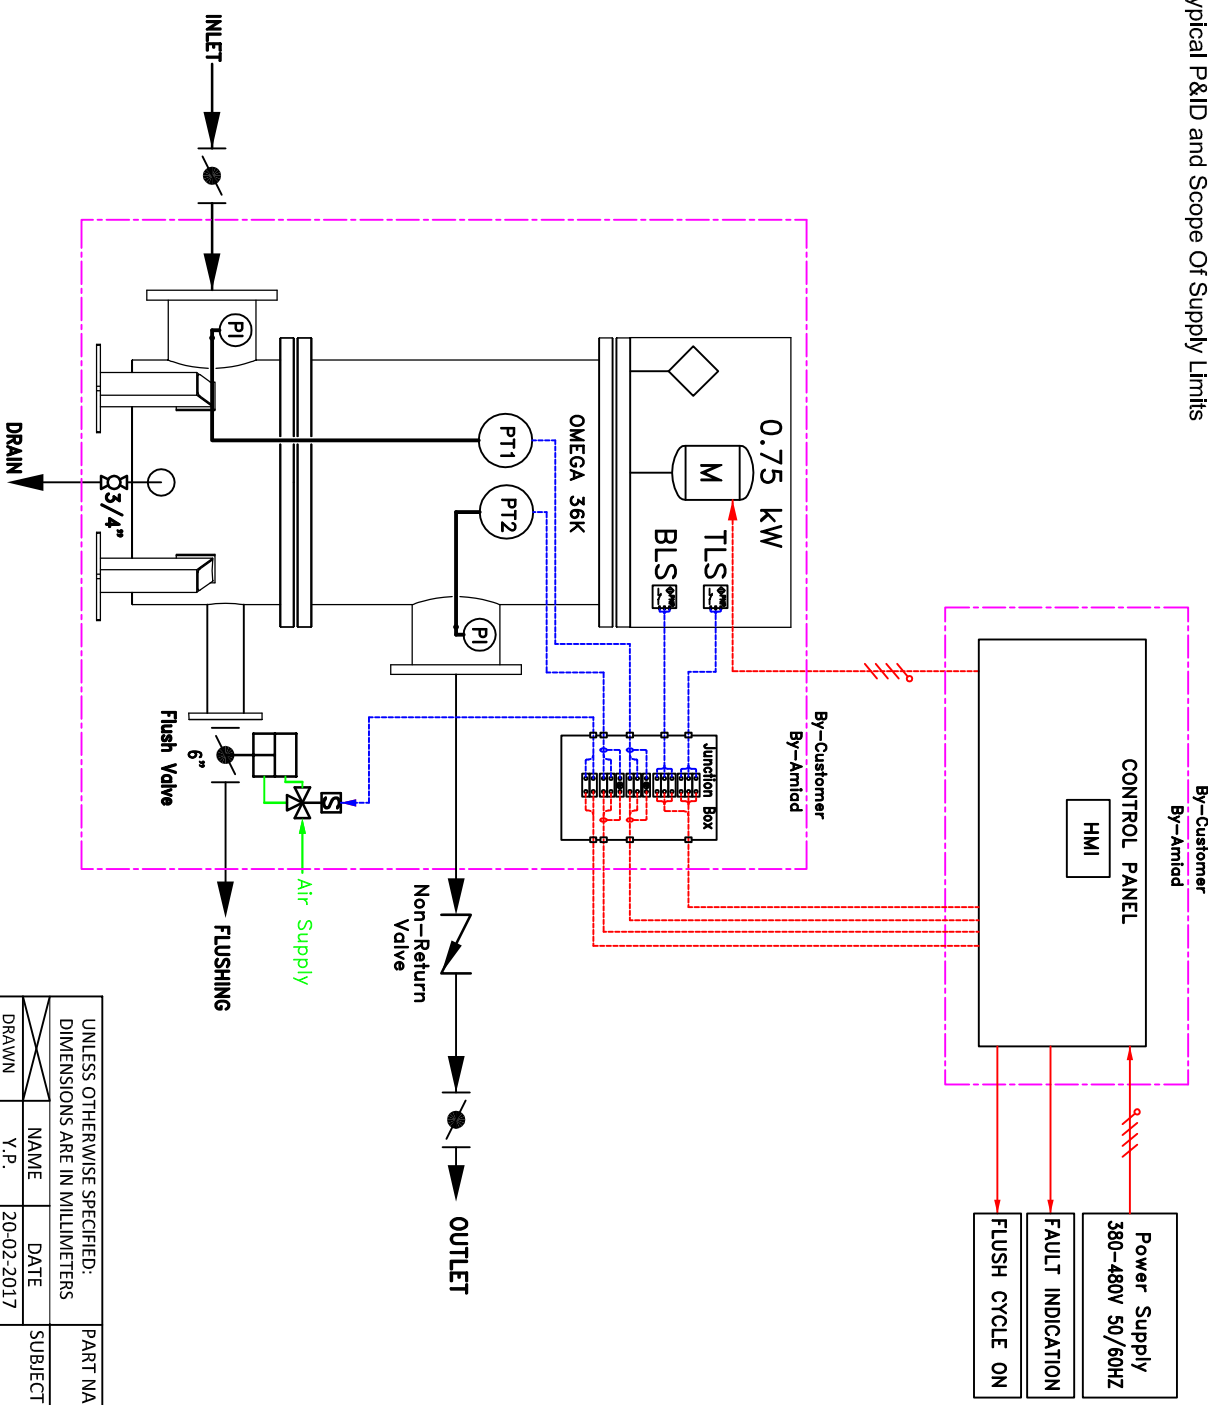 Typical P&ID and Scope Of Supply Limits
By-Customer
By-Amiad
CONTROL PANEL
HMI
Power Supply
380-480V 50/60HZ
FAULT INDICATION
FLUSH CYCLE ON
By-Customer
By-Amiad
0.75 kW
M
TLS
BLS
Junction Box
OMEGA 36K
PT1
PT2
PI
PI
INLET
DRAIN
3/4"
Flush Valve
6"
S
Air Supply
FLUSHING
Non-Return
Valve
OUTLET
UNLESS OTHERWISE SPECIFIED:
DIMENSIONS ARE IN MILLIMETERS
NAME
DATE
DRAWN
Y.P.
20-02-2017
PART NA
SUBJECT